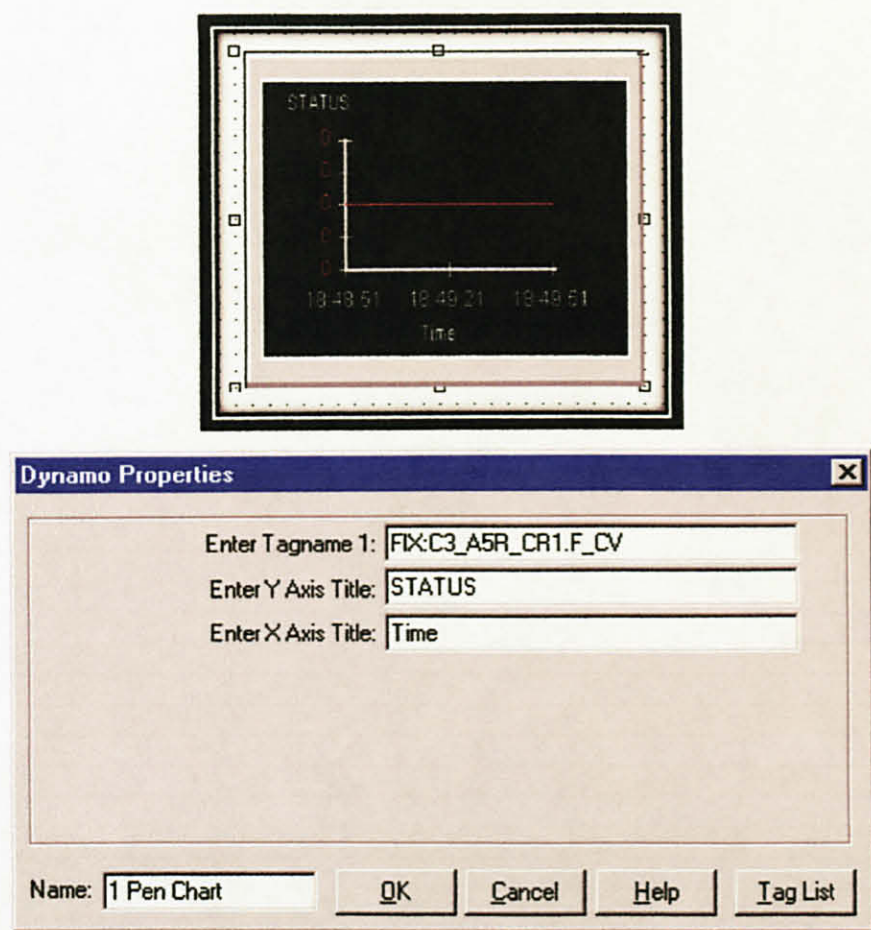 STATUS
0
0
0
0
0
18:48:51 18:49:21 18:49:51
Time
Dynamo Properties
Enter Tagname 1: FIX:C3_A5R_CR1.F_CV
Enter Y Axis Title: STATUS
Enter X Axis Title: Time
Name: 1 Pen Chart OK Cancel Help Tag List